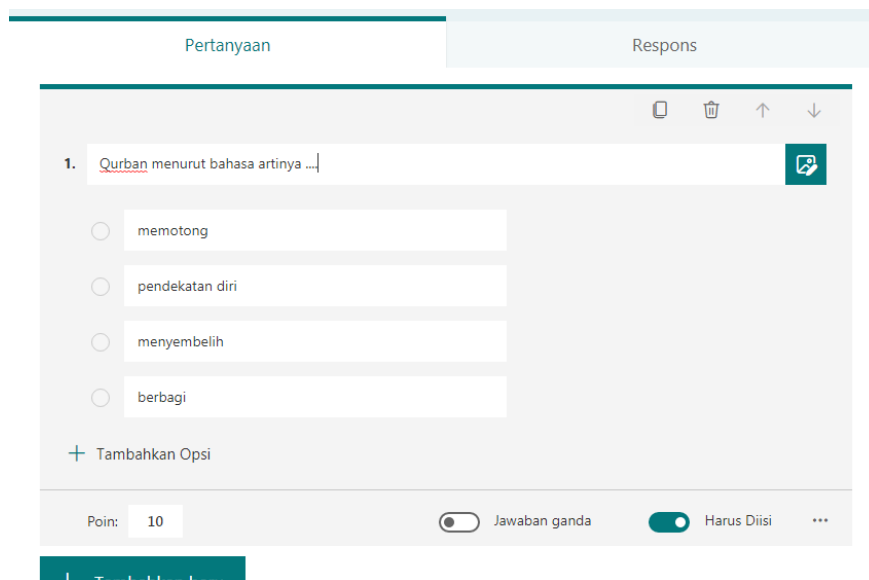 Pertanyaan Respons
1. Qurban menurut bahasa artinya ....
memotong
pendekatan diri
menyembelih
berbagi
Tambahkan Opsi
Poin: 10 Jawaban ganda Harus Diisi